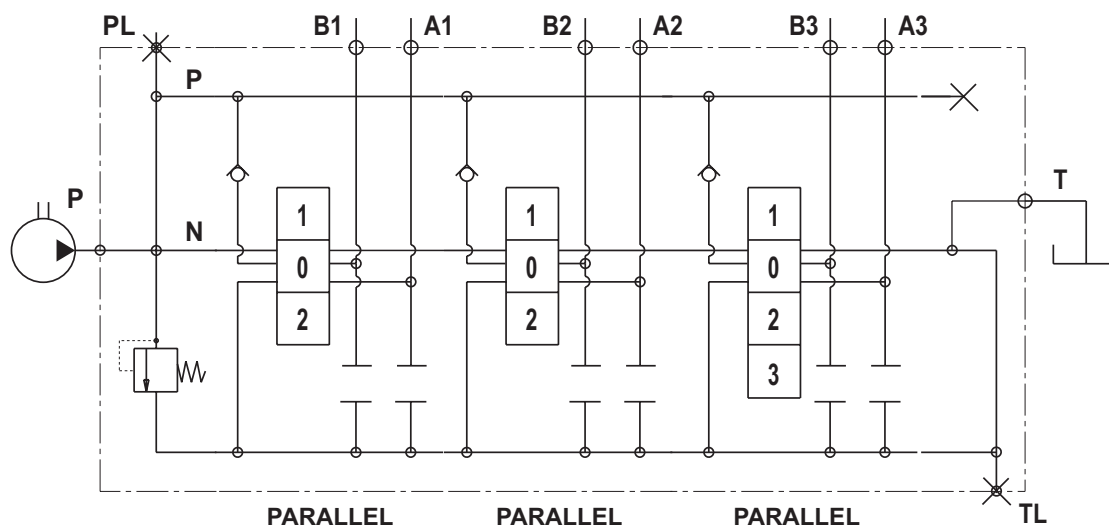 PL B1 A1 B2 A2 B3 A3
P
P N T
1 1 1
0 0 0
2 2 2
3
TL
PARALLEL PARALLEL PARALLEL